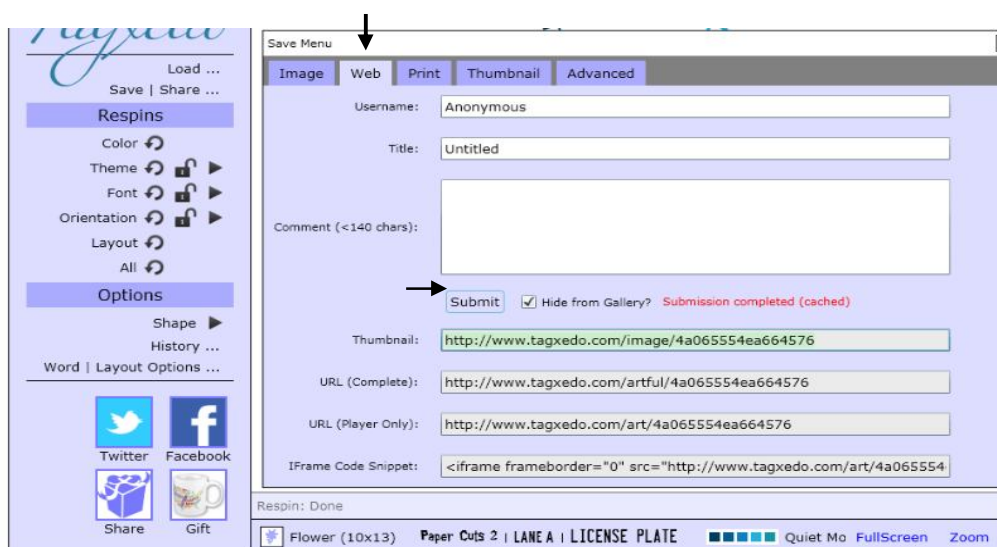 Tagxedo
Load ...
Save | Share ...
Respins
Color
Theme
Font
Orientation
Layout
All
Options
Shape
History ...
Word | Layout Options ...
Twitter Facebook
Share Gift
Save Menu
Image Web Print Thumbnail Advanced
Username: Anonymous
Title: Untitled
Comment (<140 chars):
Submit Hide from Gallery? Submission completed (cached)
Thumbnail: http://www.tagxedo.com/image/4a065554ea664576
URL (Complete): http://www.tagxedo.com/artful/4a065554ea664576
URL (Player Only): http://www.tagxedo.com/art/4a065554ea664576
IFrame Code Snippet: <iframe frameborder="0" src="http://www.tagxedo.com/art/4a065554
Respin: Done
Flower (10x13) Paper Cuts 2 | LANE A | LICENSE PLATE Quiet Mo FullScreen Zoom